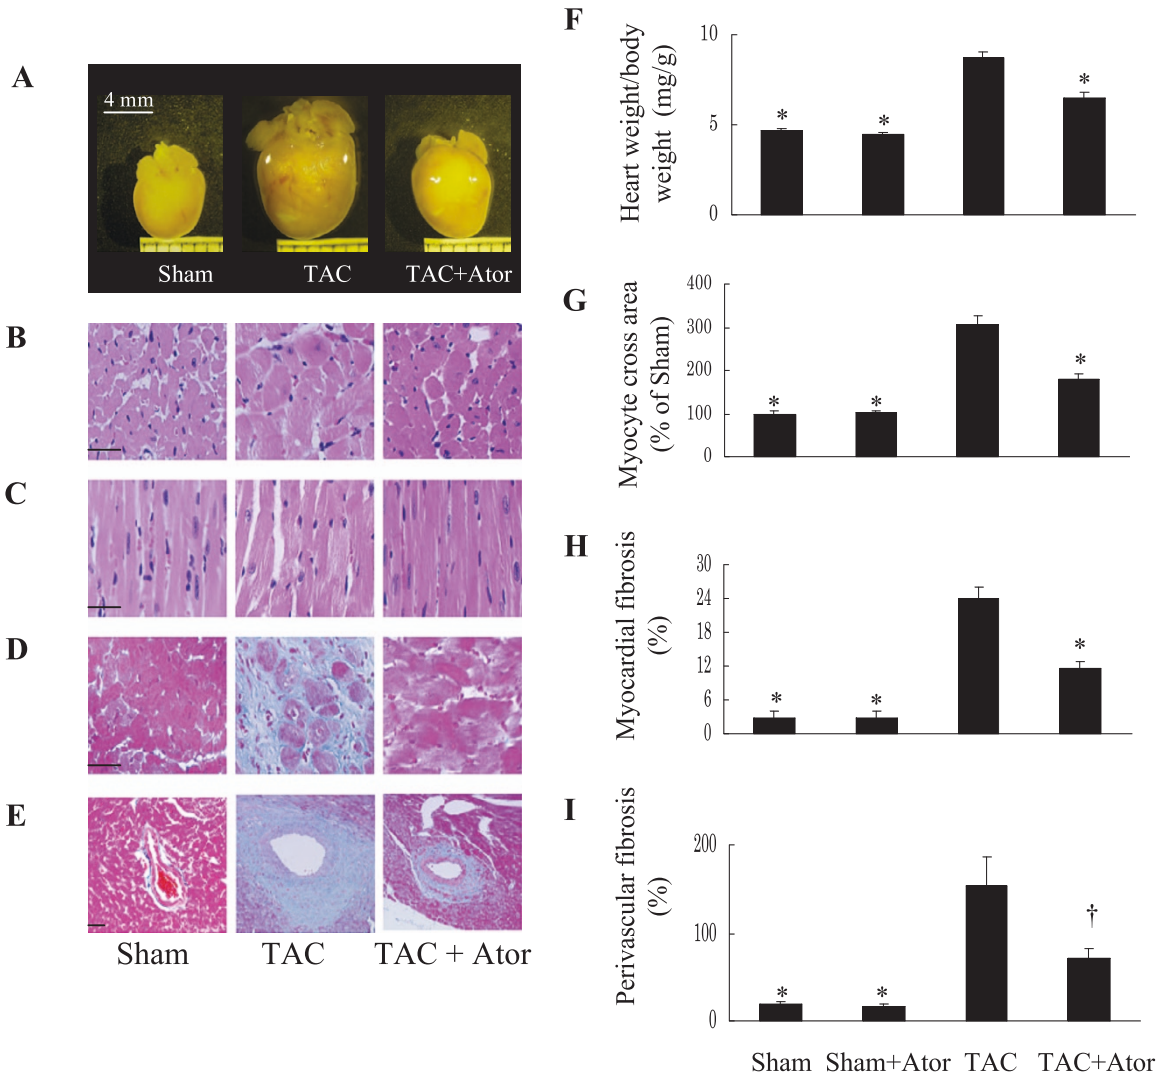 A
4 mm
Sham TAC TAC+Ator
B
C
D
E
Sham TAC TAC + Ator
F
Heart weight/body
weight (mg/g)
10
5
0
* * *
G
Myocyte cross area
(% of Sham)
400
300
200
100
0
* * *
H
Myocardial fibrosis
(%)
30
24
18
12
6
0
* * *
I
Perivascular fibrosis
(%)
200
100
0
* * †
Sham Sham+Ator TAC TAC+Ator